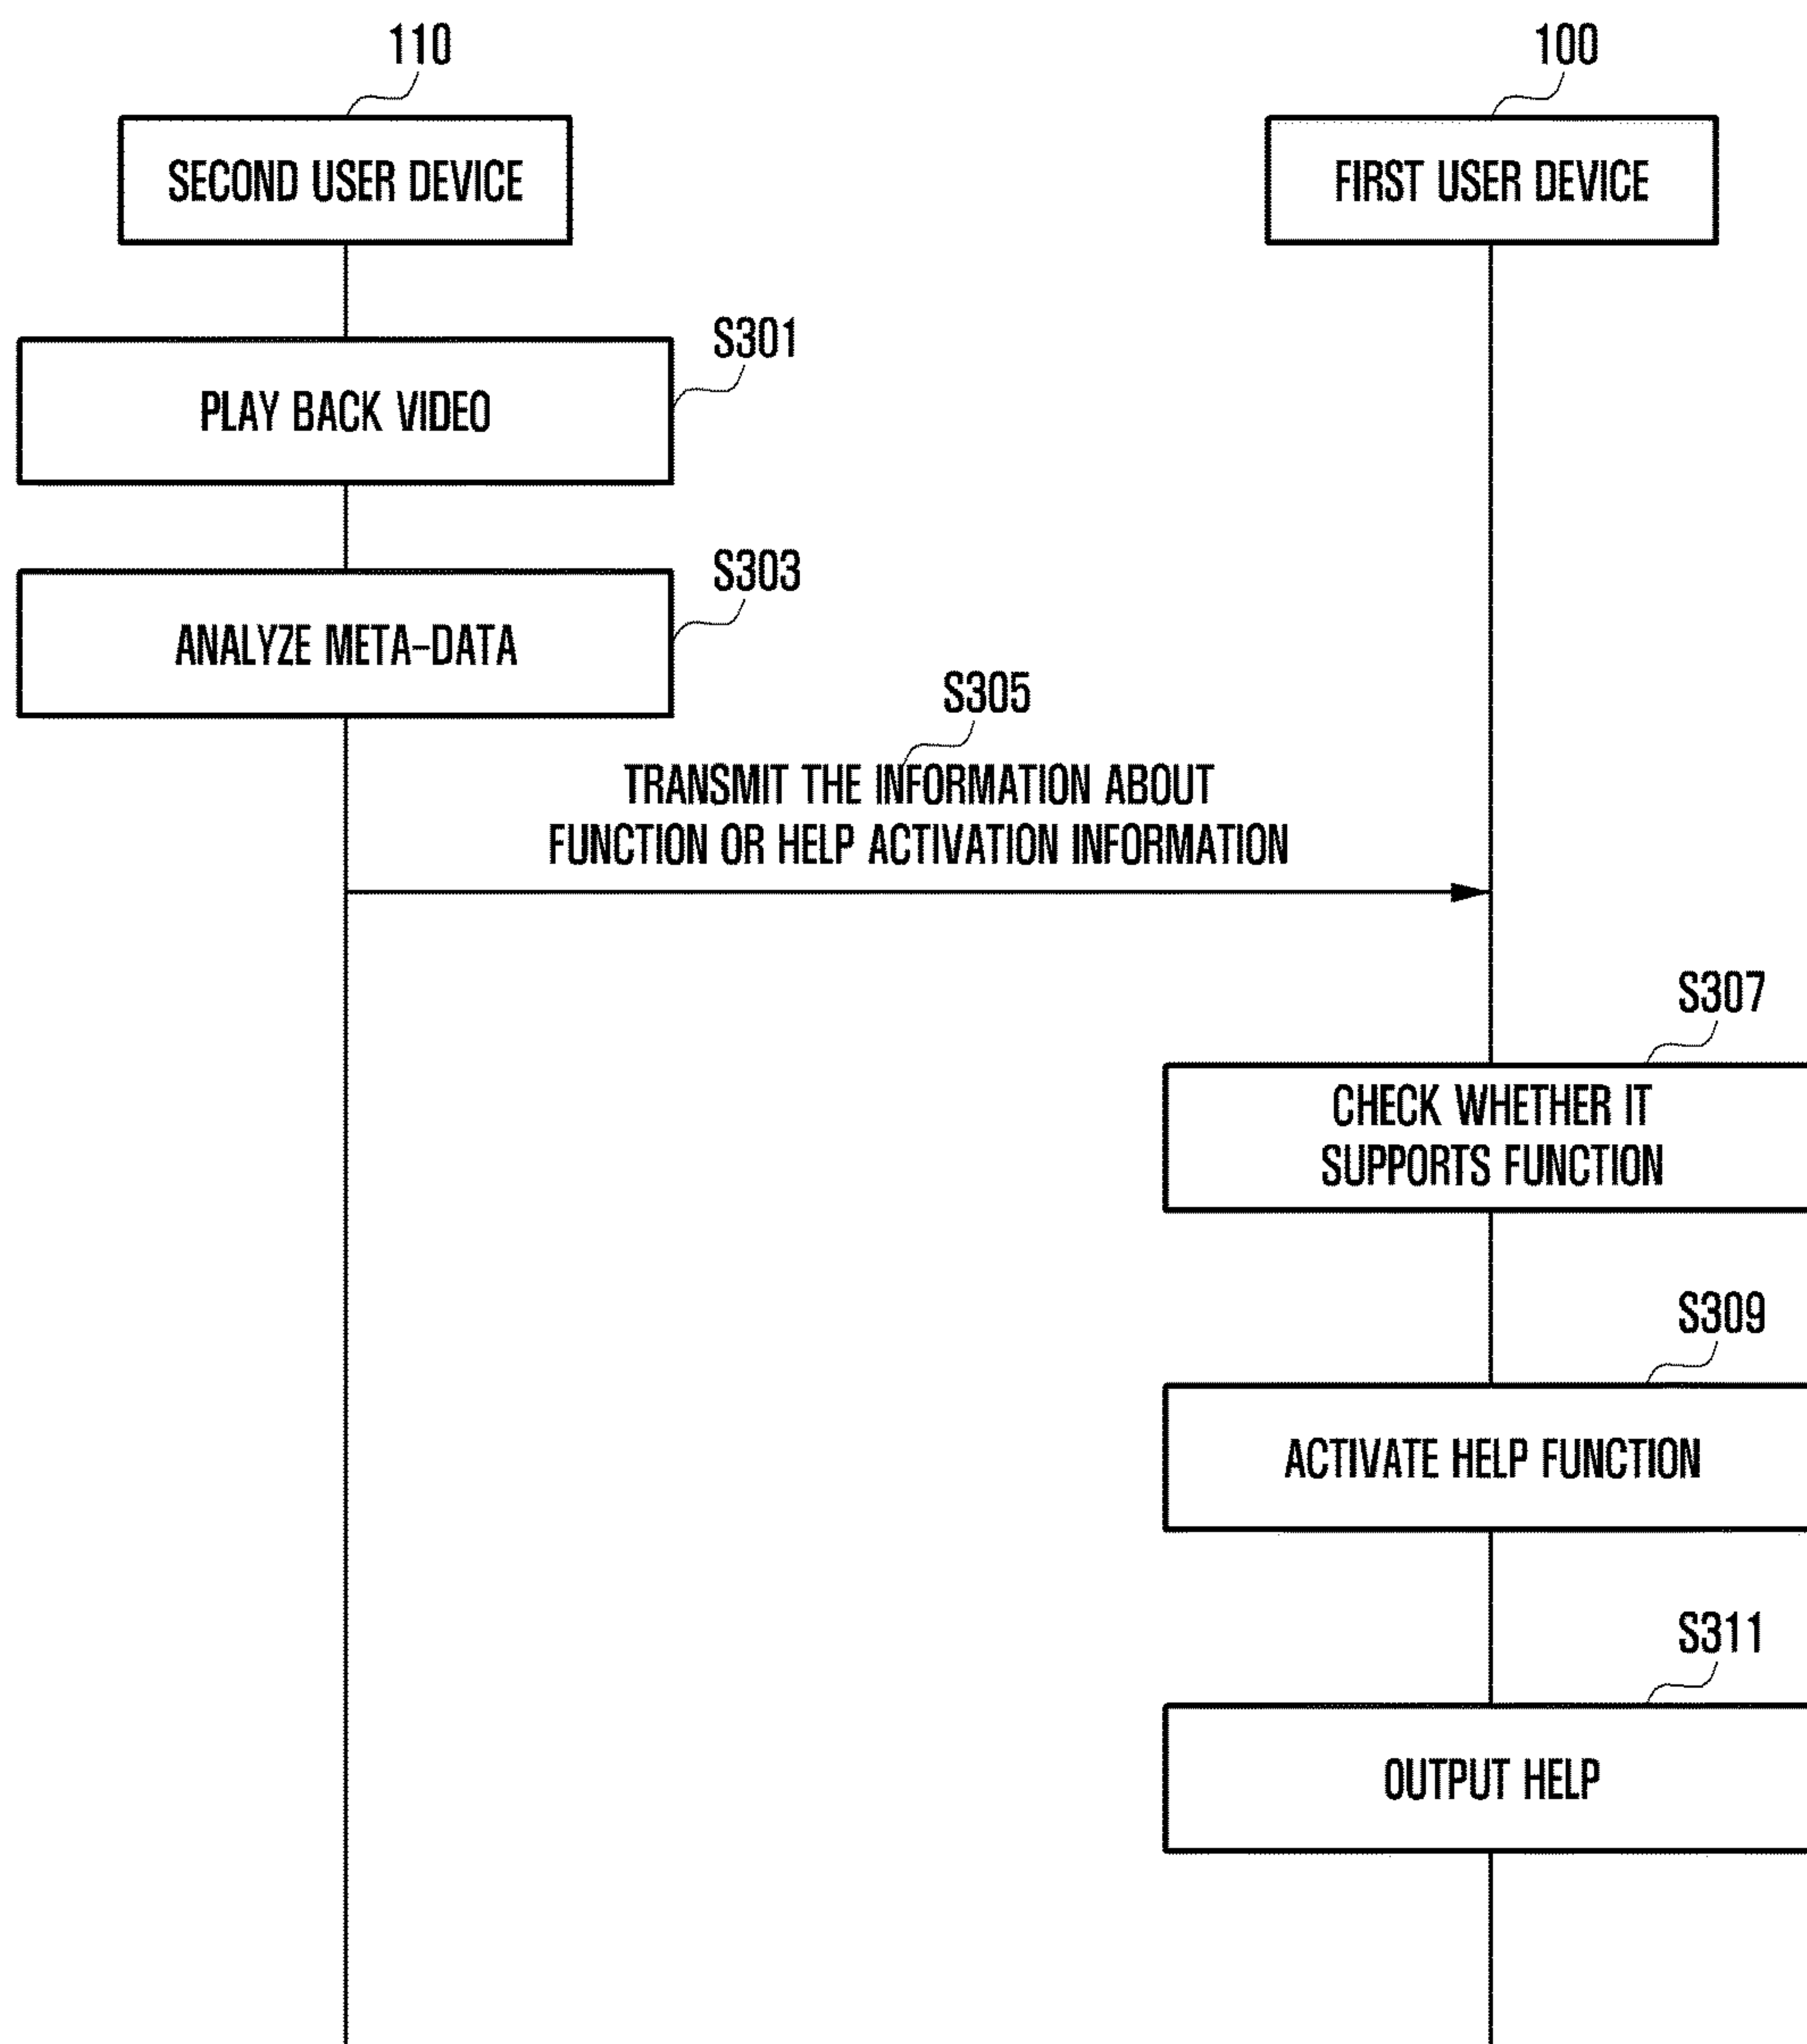 110
100
SECOND USER DEVICE
FIRST USER DEVICE
S301
PLAY BACK VIDEO
S303
ANALYZE META-DATA
S305
TRANSMIT THE INFORMATION ABOUT
FUNCTION OR HELP ACTIVATION INFORMATION
S307
CHECK WHETHER IT
SUPPORTS FUNCTION
S309
ACTIVATE HELP FUNCTION
S311
OUTPUT HELP